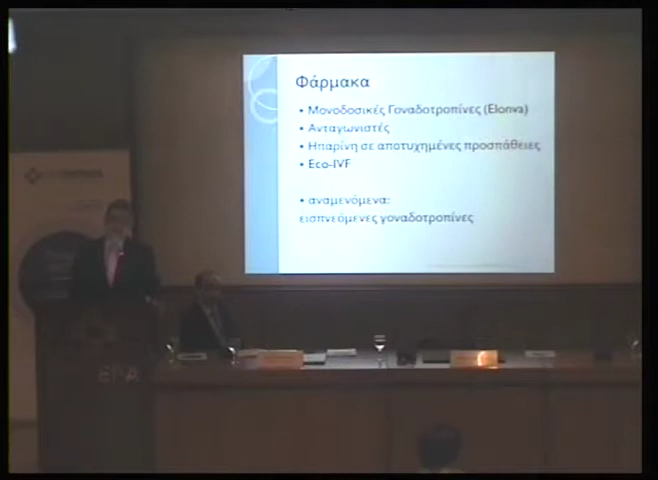 Φάρμακα
• Μονοδοσικές Γοναδοτροπίνες (Elonva)
• Ανταγωνιστές
• Ηπαρίνη σε αποτυχημένες προσπάθειες
• Eco-IVF
• αναμενόμενα:
εισπνεόμενες γοναδοτροπίνες